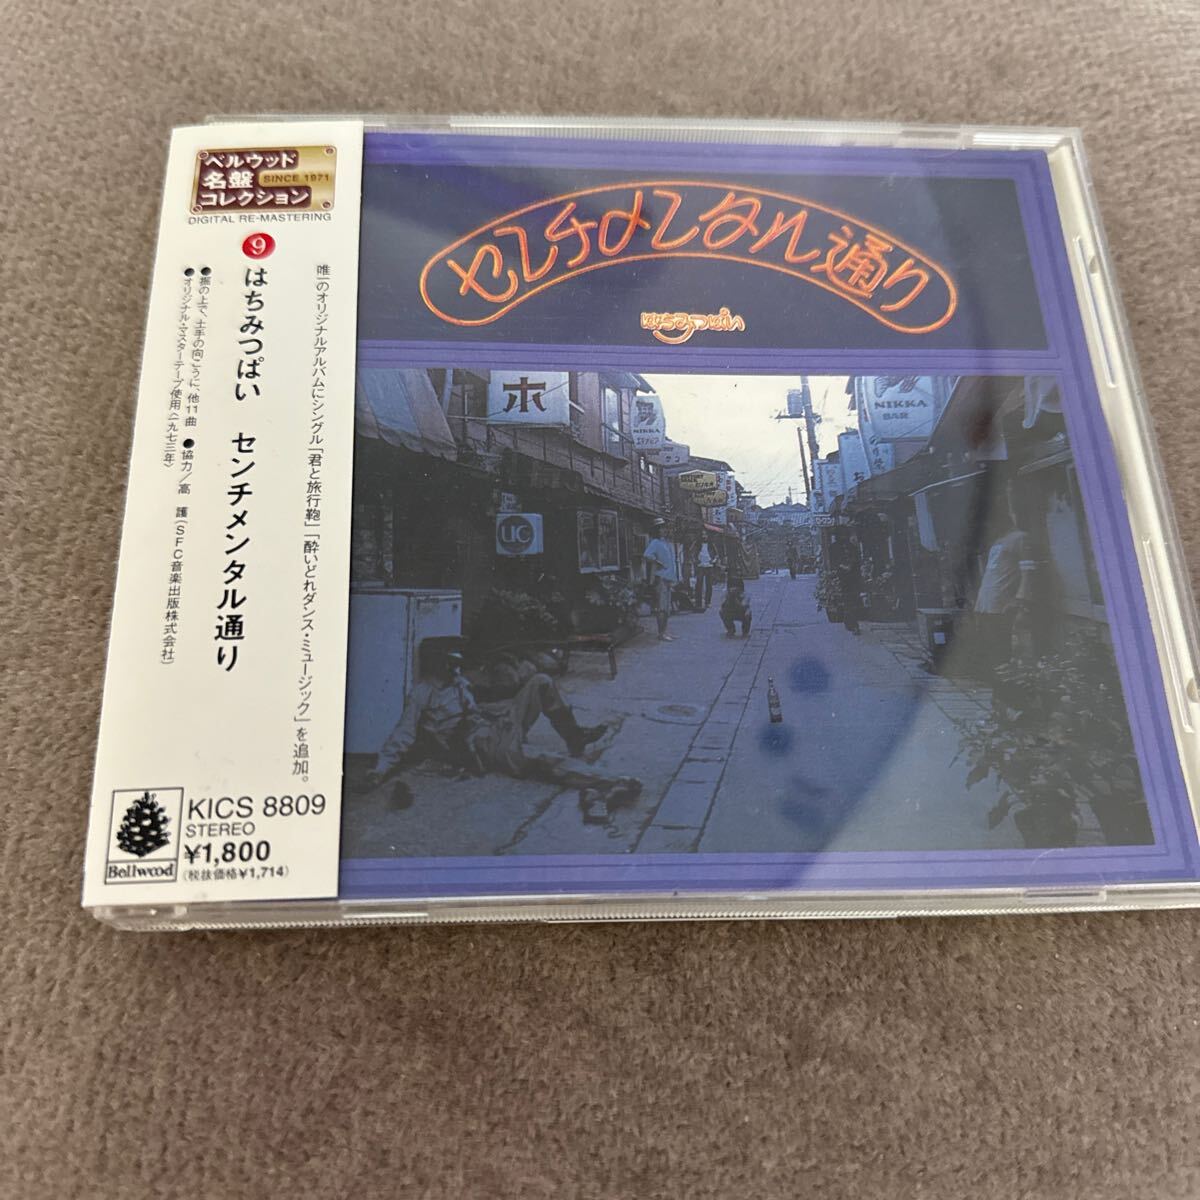 ベルウッド
名盤
SINCE 1971
コレクション
DIGITAL RE-MASTERING
9
はちみつぱい センチメンタル通り
唯一のオリジナルアルバムにシングル「君と旅行鞄」「酔いどれダンス・ミュージック」を追加。
●塀の上で、土手の向こうに、他11曲 ●協力/高 護(SFC音楽出版株式会社)
●オリジナル・マスターテープ使用〈一九七三年〉
KICS 8809
STEREO
¥1,800
(税抜価格¥1,714)
Bellwood
センチメンタル通り
はちみつぱい
ホ
NIKKA
UC
NIKKA
BAR